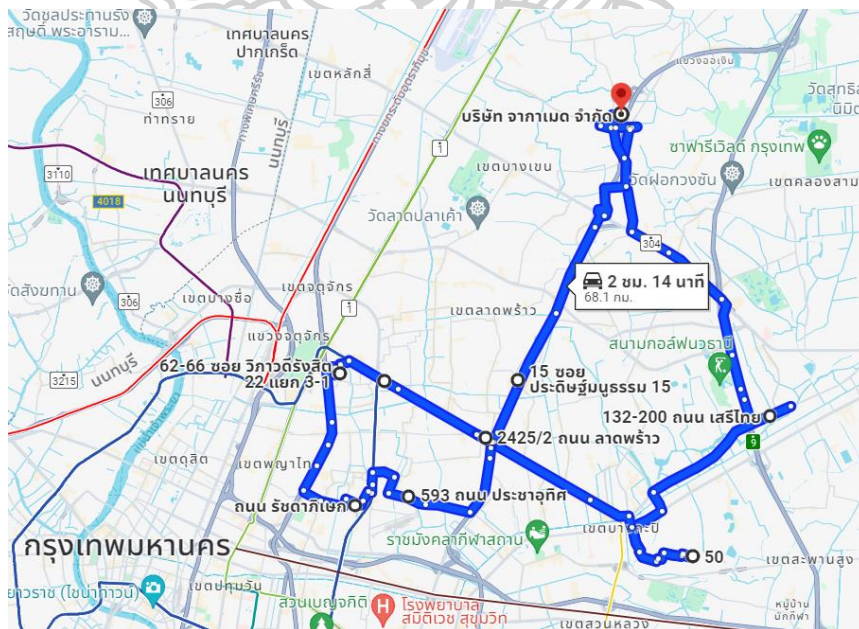 วัดชลประทานรัง
สฤษดิ์ พระอาราม...
เทศบาลนคร
ปากเกร็ด
เขตหลักสี่
แขวงออเงิน
306
ท่าทราย
บริษัท จากาเมด จำกัด
1
วัดสุทธิส
นิมิต
ซาฟารีเวิลด์ กรุงเทพ
เขตบางเขน
3110
เทศบาลนคร
นนทบุรี
4018
วัดฝอกวงซัน
เขตคลองสาม
วัดลาดปลาเค้า
304
2 ชม. 14 นาที
68.1 กม.
ดสังฆทาน
306
เขตบางซื่อ
เขตจตุจักร
1
เขตลาดพร้าว
แขวงจตุจักร
สนามกอล์ฟนวธานี
3215
นนทบุรี
62-66 ซอย วิภาวดีรังสิต
22 แยก 3-1
15 ซอย
ประดิษฐ์มนูธรรม 15
132-200 ถนน เสรีไทย
2425/2 ถนน ลาดพร้าว
9
เขตดุสิต
เขตพญาไท
593 ถนน ประชาอุทิศ
ถนน รัชดาภิเษก
ราชมังคลากีฬาสถาน
เขตบางกะปิ
50
กรุงเทพมหานคร
เขตสะพานสูง
ยาวราช (ไชน่าทาวน์)
เขตปทุมวัน
สวนเบญจกิติ
โรงพยาบาล
สมิติเวช สุขุมวิท
เขตสวนหลวง
หมู่บ้าน
นักกีฬา